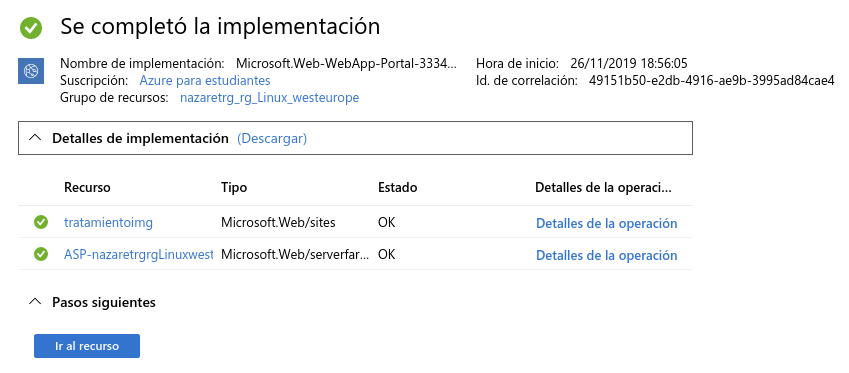 Se completó la implementación
Nombre de implementación: Microsoft.Web-WebApp-Portal-3334... Hora de inicio: 26/11/2019 18:56:05
Suscripción: Azure para estudiantes Id. de correlación: 49151b50-e2db-4916-ae9b-3995ad84cae4
Grupo de recursos: nazaretrg_rg_Linux_westeurope
Detalles de implementación (Descargar)
Recurso Tipo Estado Detalles de la operaci...
tratamientoimg Microsoft.Web/sites OK Detalles de la operación
ASP-nazaretrgrgLinuxwest Microsoft.Web/serverfar... OK Detalles de la operación
Pasos siguientes
Ir al recurso